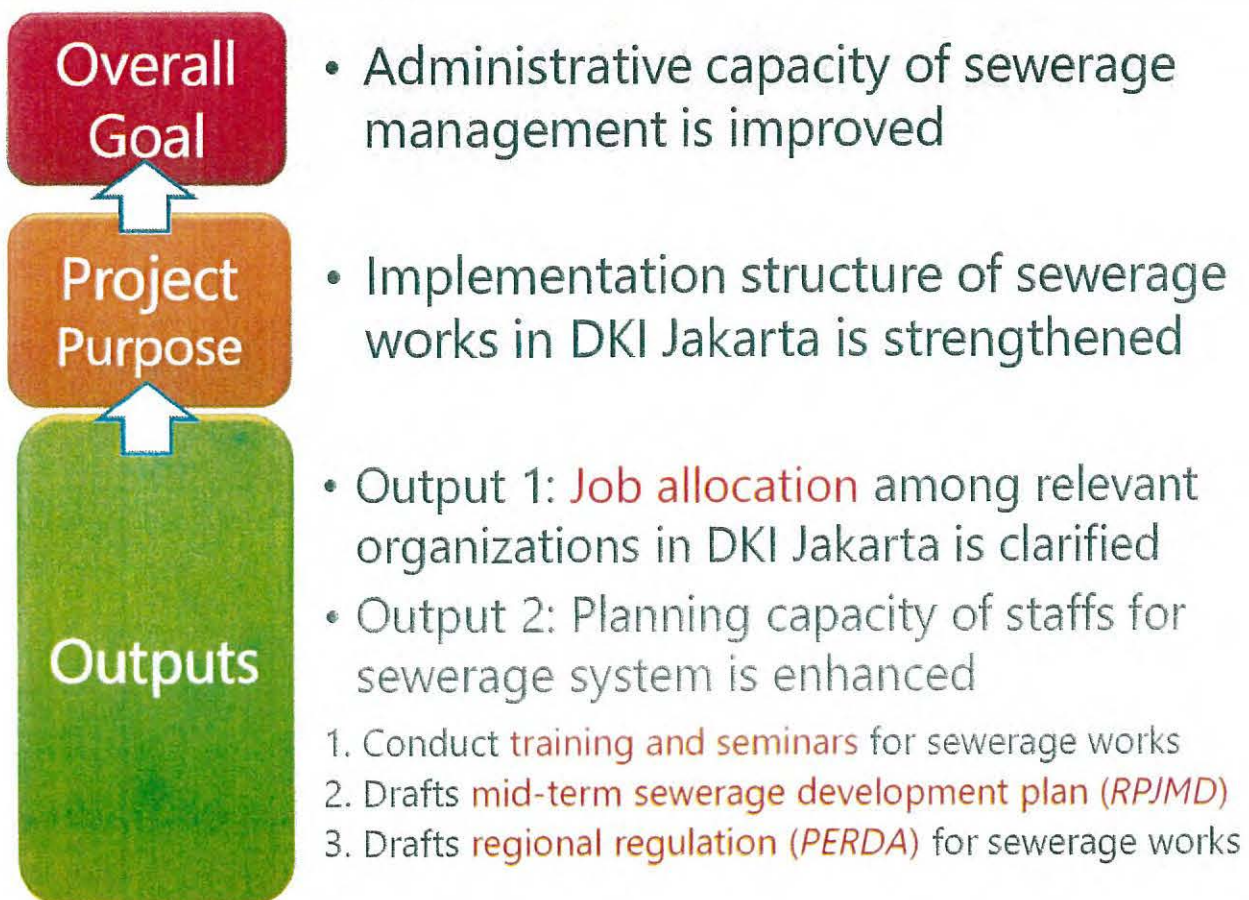 Overall
Goal
• Administrative capacity of sewerage
management is improved
Project
Purpose
• Implementation structure of sewerage
works in DKI Jakarta is strengthened
Outputs
• Output 1: Job allocation among relevant
organizations in DKI Jakarta is clarified
• Output 2: Planning capacity of staffs for
sewerage system is enhanced
1. Conduct training and seminars for sewerage works
2. Drafts mid-term sewerage development plan (RPJMD)
3. Drafts regional regulation (PERDA) for sewerage works